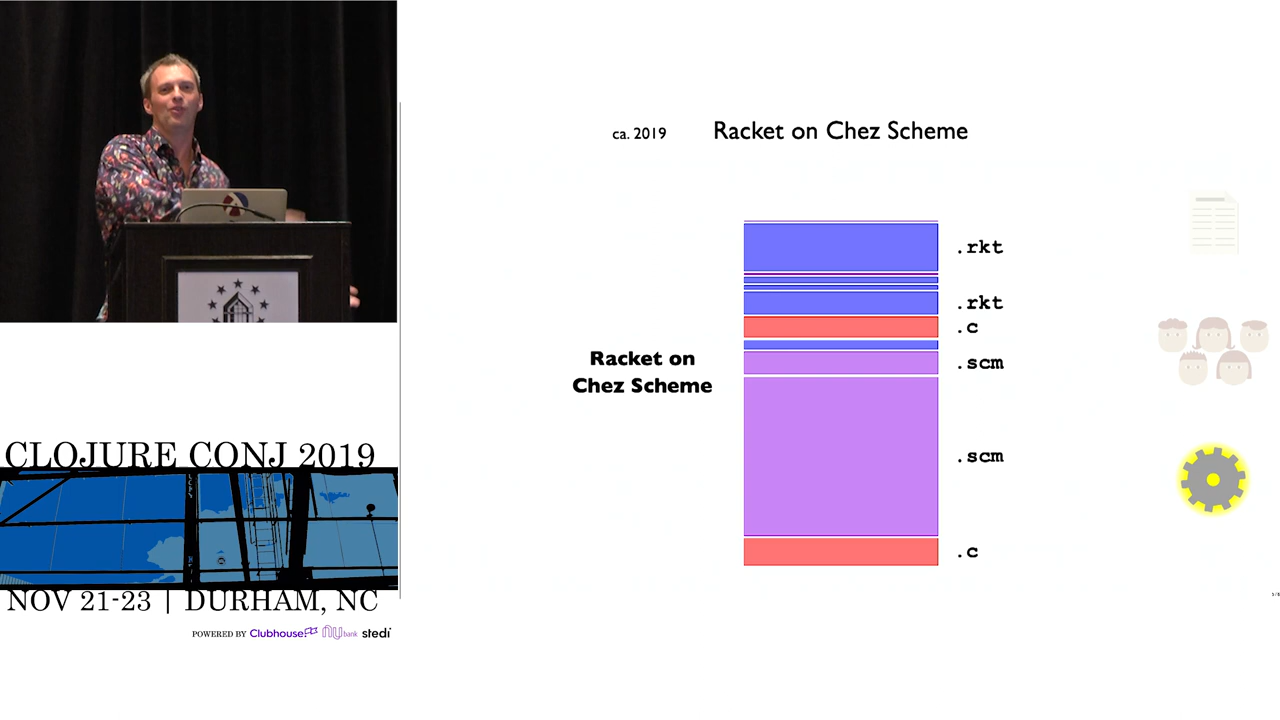 ca. 2019 Racket on Chez Scheme
.rkt
.rkt
.c
.scm
Racket on
Chez Scheme
.scm
.c
CLOJURE CONJ 2019
NOV 21-23 | DURHAM, NC
POWERED BY Clubhouse nu bank stedi